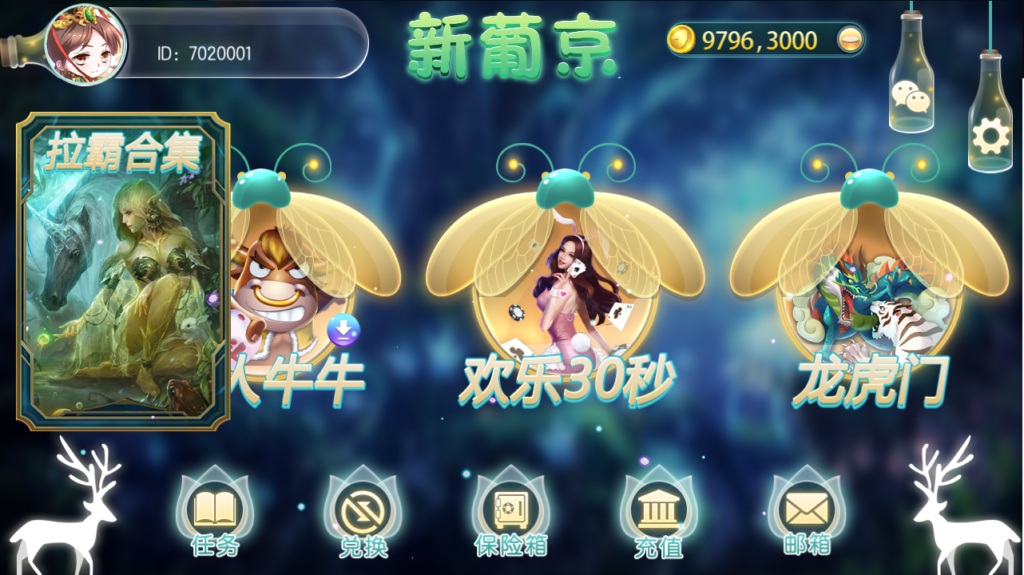 ID: 7020001
新葡京
9796,3000
拉霸合集
人牛牛
欢乐30秒
龙虎门
任务
兑换
保险箱
充值
邮箱